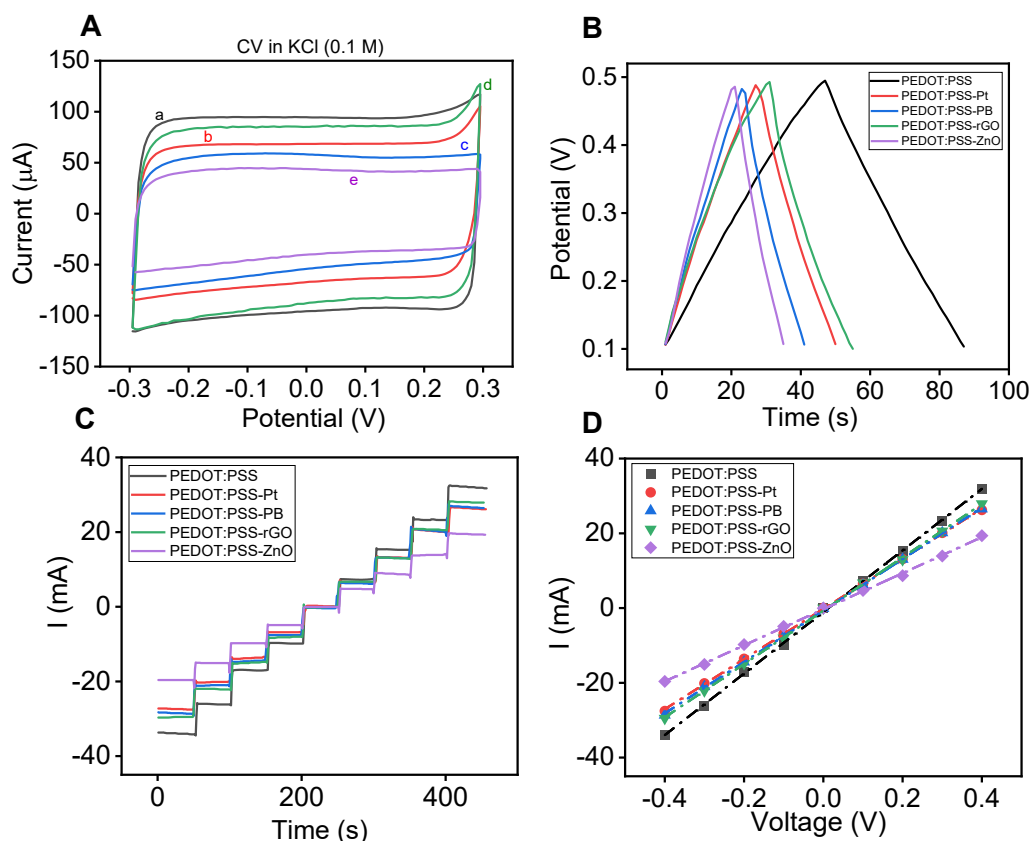 A
CV in KCl (0.1 M)
150
100
50
0
-50
-100
-150
Current (μA)
a
b
c
d
e
-0.3
-0.2
-0.1
0.0
0.1
0.2
0.3
Potential (V)
B
0.5
0.4
0.3
0.2
0.1
Potential (V)
PEDOT:PSS
PEDOT:PSS-Pt
PEDOT:PSS-PB
PEDOT:PSS-rGO
PEDOT:PSS-ZnO
0
20
40
60
80
100
Time (s)
C
40
20
0
-20
-40
I (mA)
PEDOT:PSS
PEDOT:PSS-Pt
PEDOT:PSS-PB
PEDOT:PSS-rGO
PEDOT:PSS-ZnO
0
200
400
Time (s)
D
40
20
0
-20
-40
I (mA)
PEDOT:PSS
PEDOT:PSS-Pt
PEDOT:PSS-PB
PEDOT:PSS-rGO
PEDOT:PSS-ZnO
-0.4
-0.2
0.0
0.2
0.4
Voltage (V)